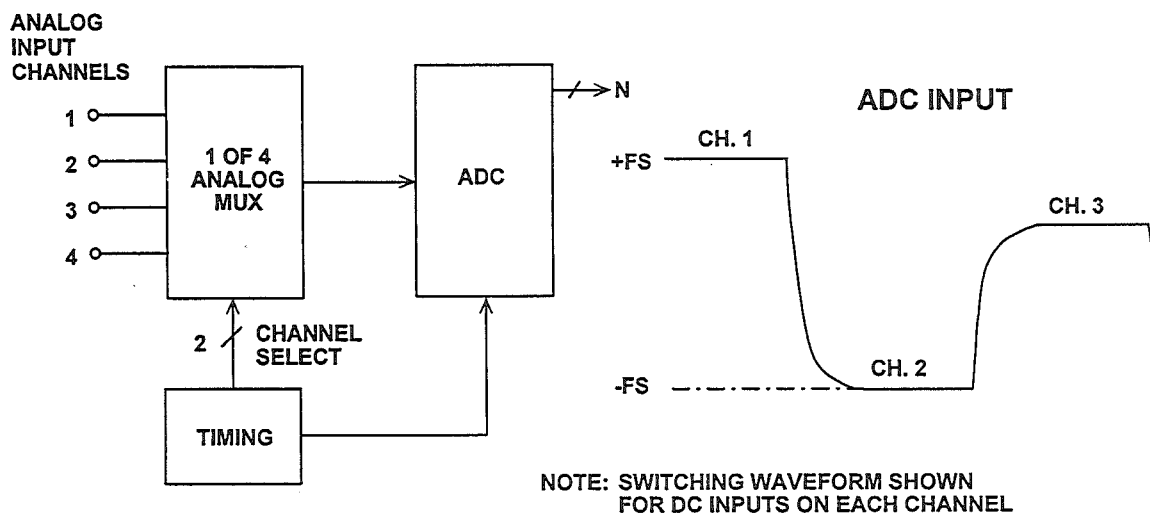 ANALOG
INPUT
CHANNELS
1
2
3
4
1 OF 4
ANALOG
MUX
ADC
N
2
CHANNEL
SELECT
TIMING
ADC INPUT
+FS
CH. 1
CH. 3
-FS
CH. 2
NOTE: SWITCHING WAVEFORM SHOWN
FOR DC INPUTS ON EACH CHANNEL